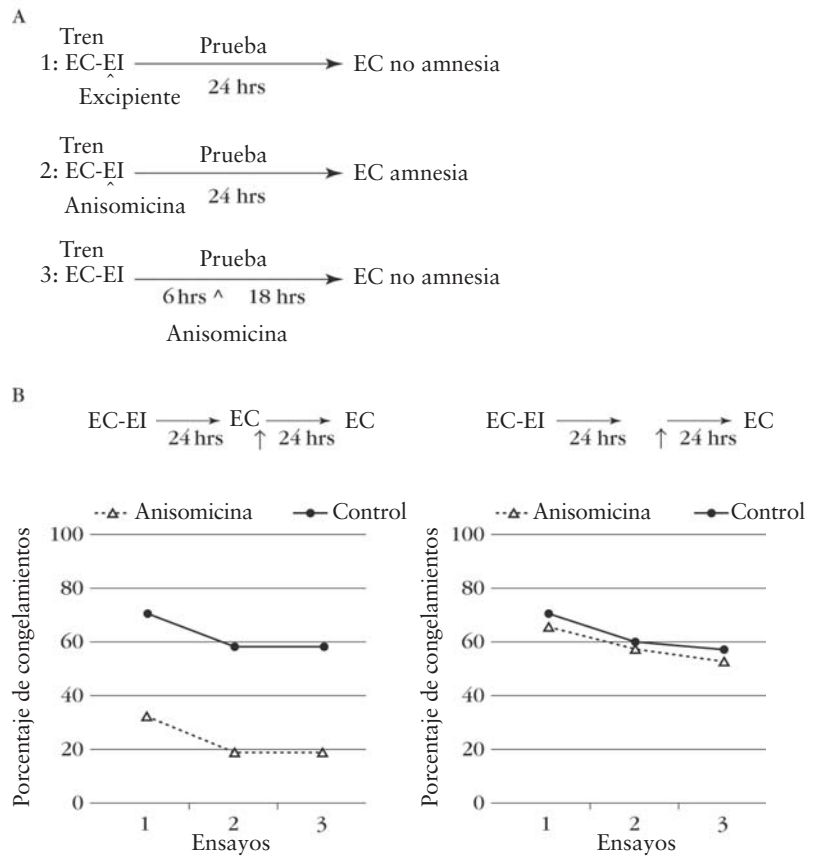 A
Tren
Prueba
1: EC-EI
EC no amnesia
^
Excipiente
24 hrs
Tren
Prueba
2: EC-EI
EC amnesia
^
Anisomicina
24 hrs
Tren
Prueba
3: EC-EI
EC no amnesia
6 hrs ^ 18 hrs
Anisomicina
B
EC-EI
24 hrs
EC
↑ 24 hrs
EC
EC-EI
24 hrs
↑ 24 hrs
EC
Anisomicina Control
Porcentaje de congelamientos
100
80
60
40
20
0
1 2 3
Ensayos
Anisomicina Control
Porcentaje de congelamientos
100
80
60
40
20
0
1 2 3
Ensayos